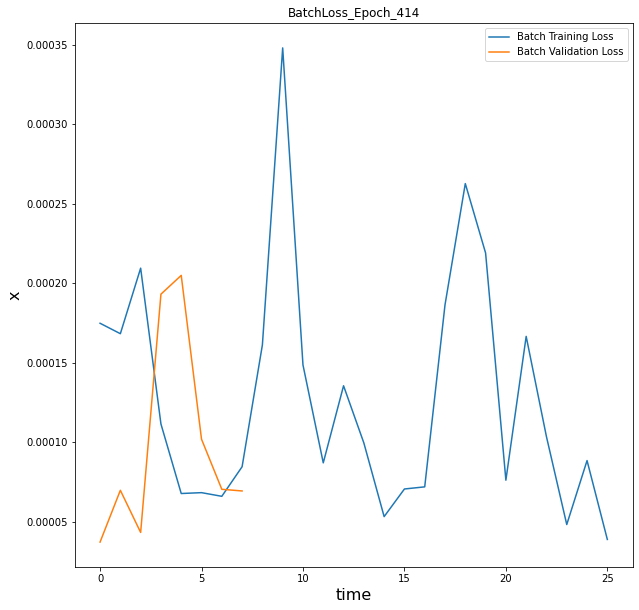 BatchLoss_Epoch_414
Batch Training Loss
Batch Validation Loss
0.00035
0.00030
0.00025
0.00020
x
0.00015
0.00010
0.00005
0 5 10 15 20 25
time